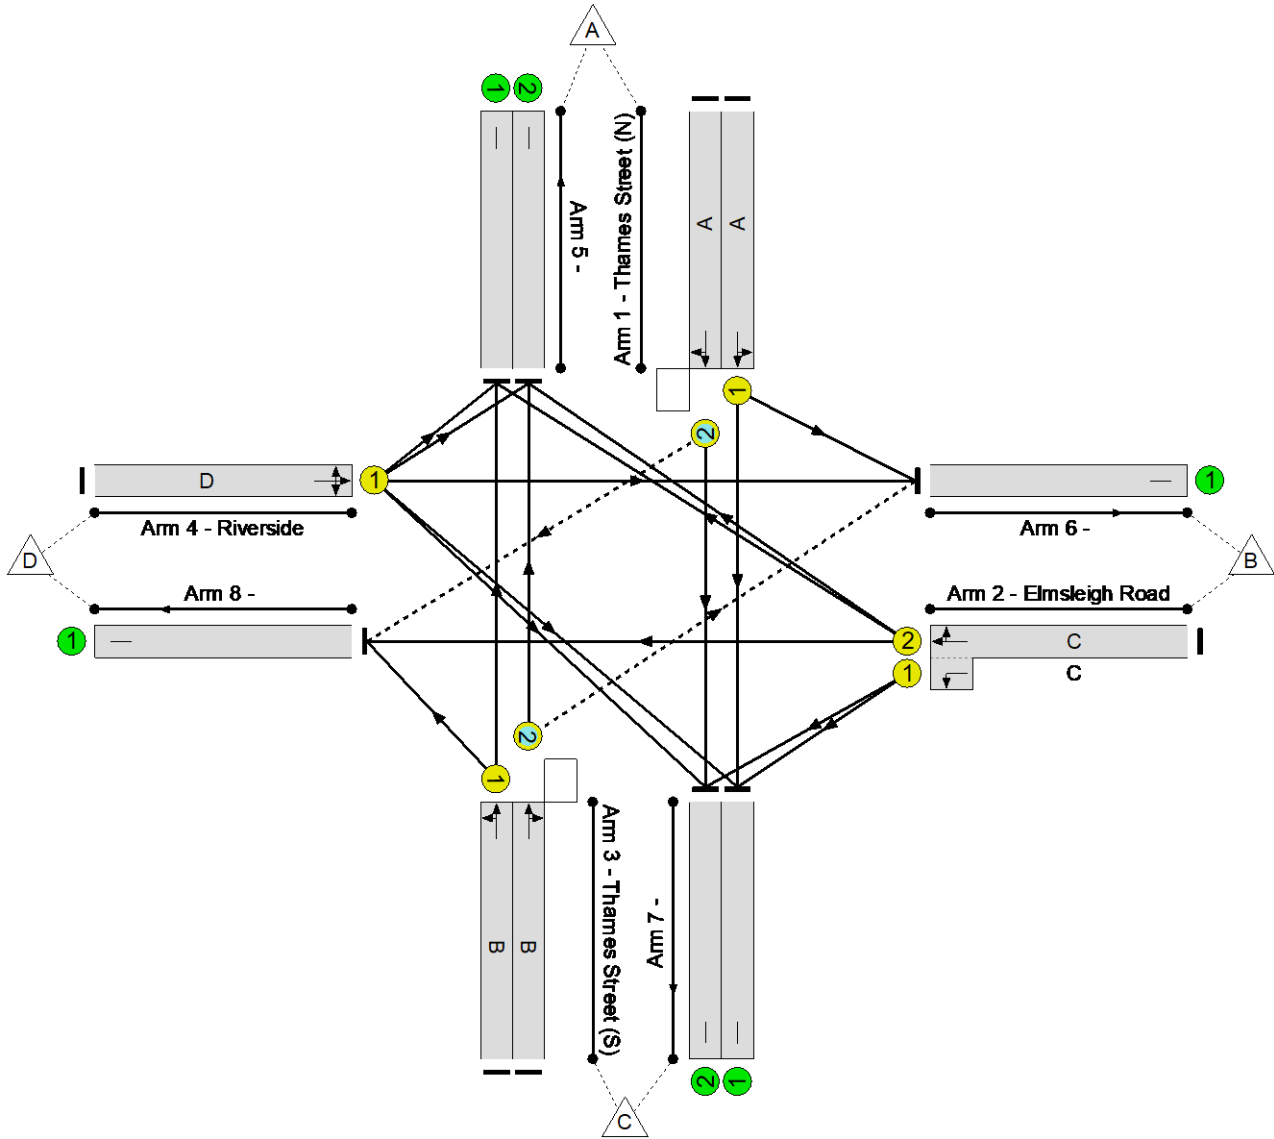 A
1 2
Arm 5 -
Arm 1 - Thames Street (N)
A A
1
2
D
1
1
Arm 4 - Riverside
Arm 6 -
D
B
Arm 8 -
Arm 2 - Elmsleigh Road
1
2
C
1
C
2
1
B B
Arm 3 - Thames Street (S)
Arm 7 -
2 1
C